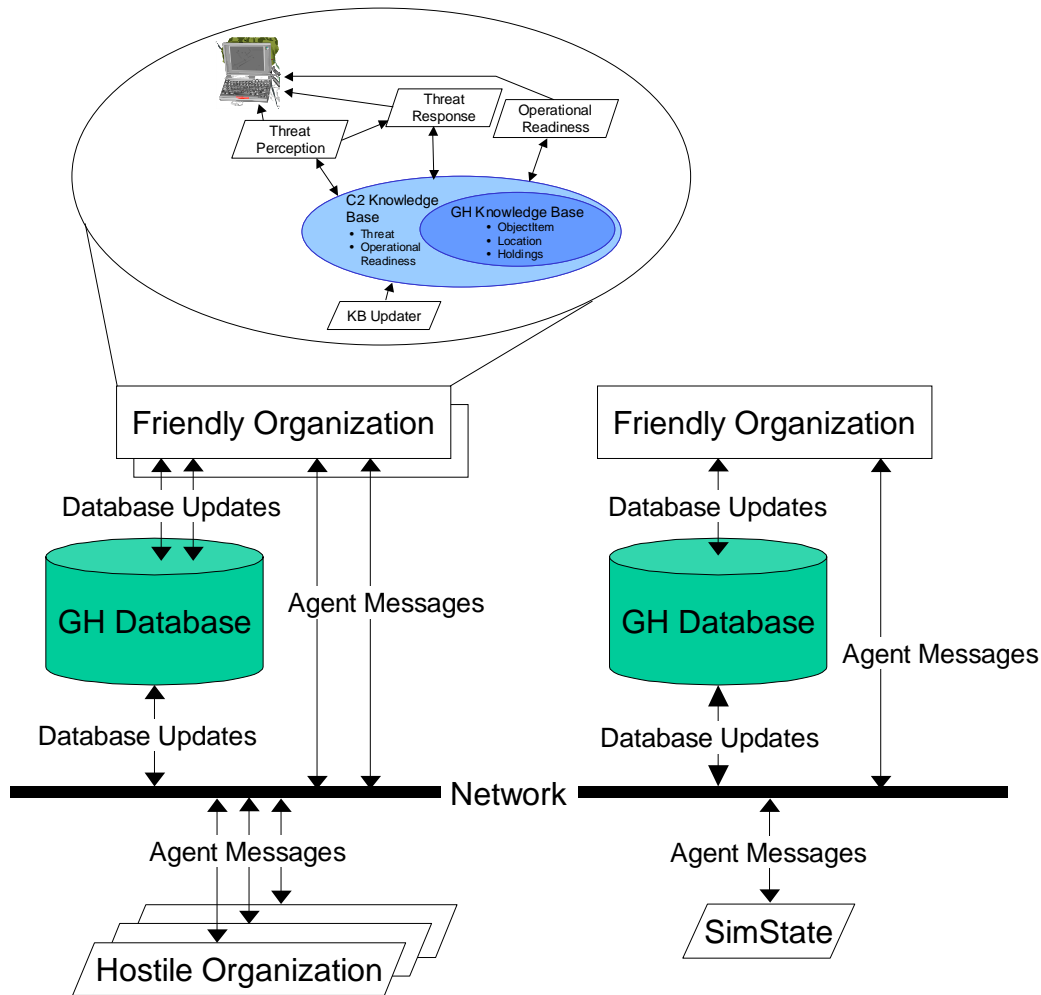 Threat
Perception
Threat
Response
Operational
Readiness
C2 Knowledge
Base
• Threat
• Operational
Readiness
GH Knowledge Base
• ObjectItem
• Location
• Holdings
KB Updater
Friendly Organization
Friendly Organization
Database Updates
Database Updates
GH Database
Agent Messages
GH Database
Agent Messages
Database Updates
Database Updates
Network
Agent Messages
Agent Messages
Hostile Organization
SimState